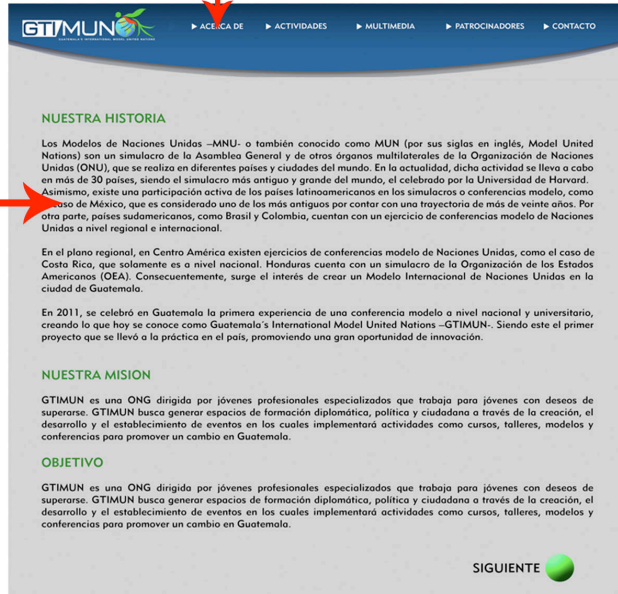 GTIMUN
GUATEMALA'S INTERNATIONAL MODEL UNITED NATIONS
ACERCA DE
ACTIVIDADES
MULTIMEDIA
PATROCINADORES
CONTACTO
NUESTRA HISTORIA
Los Modelos de Naciones Unidas –MNU- o también conocido como MUN (por sus siglas en inglés, Model United
Nations) son un simulacro de la Asamblea General y de otros órganos multilaterales de la Organización de Naciones
Unidas (ONU), que se realiza en diferentes países y ciudades del mundo. En la actualidad, dicha actividad se lleva a cabo
en más de 30 países, siendo el simulacro más antiguo y grande del mundo, el celebrado por la Universidad de Harvard.
Asimismo, existe una participación activa de los países latinoamericanos en los simulacros o conferencias modelo, como
caso de México, que es considerado uno de los más antiguos por contar con una trayectoria de más de veinte años. Por
otra parte, países sudamericanos, como Brasil y Colombia, cuentan con un ejercicio de conferencias modelo de Naciones
Unidas a nivel regional e internacional.
En el plano regional, en Centro América existen ejercicios de conferencias modelo de Naciones Unidas, como el caso de
Costa Rica, que solamente es a nivel nacional. Honduras cuenta con un simulacro de la Organización de los Estados
Americanos (OEA). Consecuentemente, surge el interés de crear un Modelo Internacional de Naciones Unidas en la
ciudad de Guatemala.
En 2011, se celebró en Guatemala la primera experiencia de una conferencia modelo a nivel nacional y universitario,
creando lo que hoy se conoce como Guatemala´s International Model United Nations –GTIMUN-. Siendo este el primer
proyecto que se llevó a la práctica en el país, promoviendo una gran oportunidad de innovación.
NUESTRA MISION
GTIMUN es una ONG dirigida por jóvenes profesionales especializados que trabaja para jóvenes con deseos de
superarse. GTIMUN busca generar espacios de formación diplomática, política y ciudadana a través de la creación, el
desarrollo y el establecimiento de eventos en los cuales implementará actividades como cursos, talleres, modelos y
conferencias para promover un cambio en Guatemala.
OBJETIVO
GTIMUN es una ONG dirigida por jóvenes profesionales especializados que trabaja para jóvenes con deseos de
superarse. GTIMUN busca generar espacios de formación diplomática, política y ciudadana a través de la creación, el
desarrollo y el establecimiento de eventos en los cuales implementará actividades como cursos, talleres, modelos y
conferencias para promover un cambio en Guatemala.
SIGUIENTE